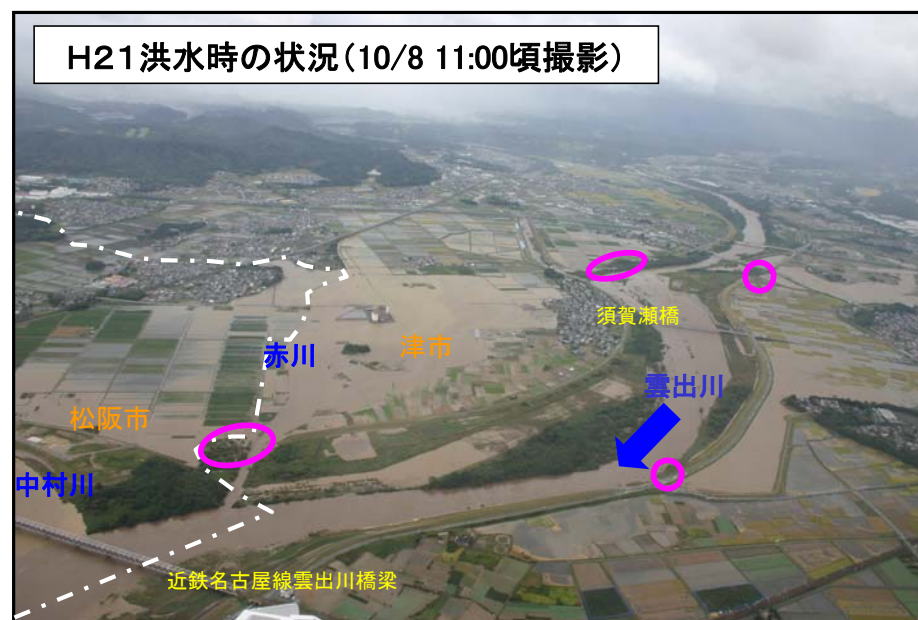 H21洪水時の状況(10/8 11:00頃撮影)
須賀瀬橋
津市
赤川
雲出川
松阪市
中村川
近鉄名古屋線雲出川橋梁